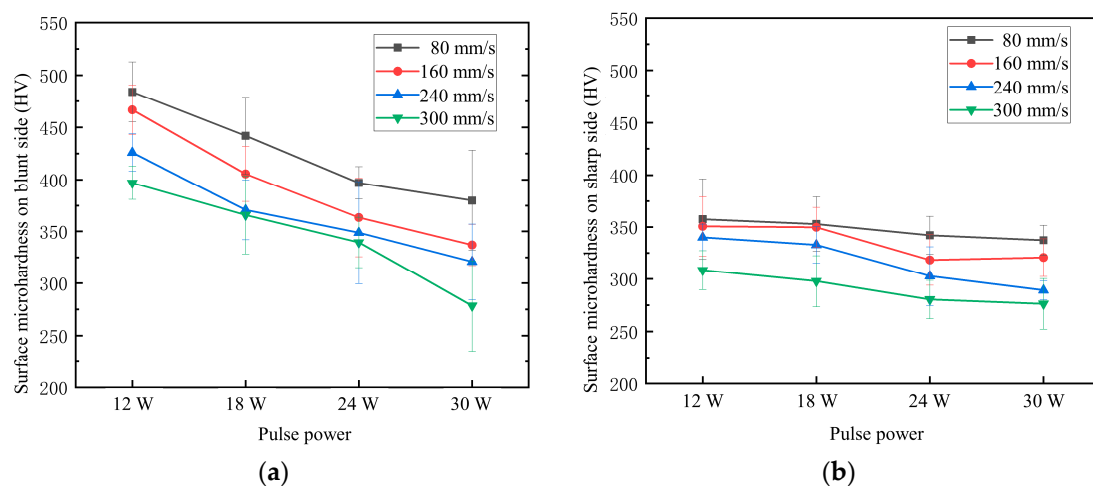 Surface microhardness on blunt side (HV)
550
500
450
400
350
300
250
200
12 W 18 W 24 W 30 W
Pulse power
80 mm/s
160 mm/s
240 mm/s
300 mm/s
(a)
Surface microhardness on sharp side (HV)
550
500
450
400
350
300
250
200
12 W 18 W 24 W 30 W
Pulse power
80 mm/s
160 mm/s
240 mm/s
300 mm/s
(b)